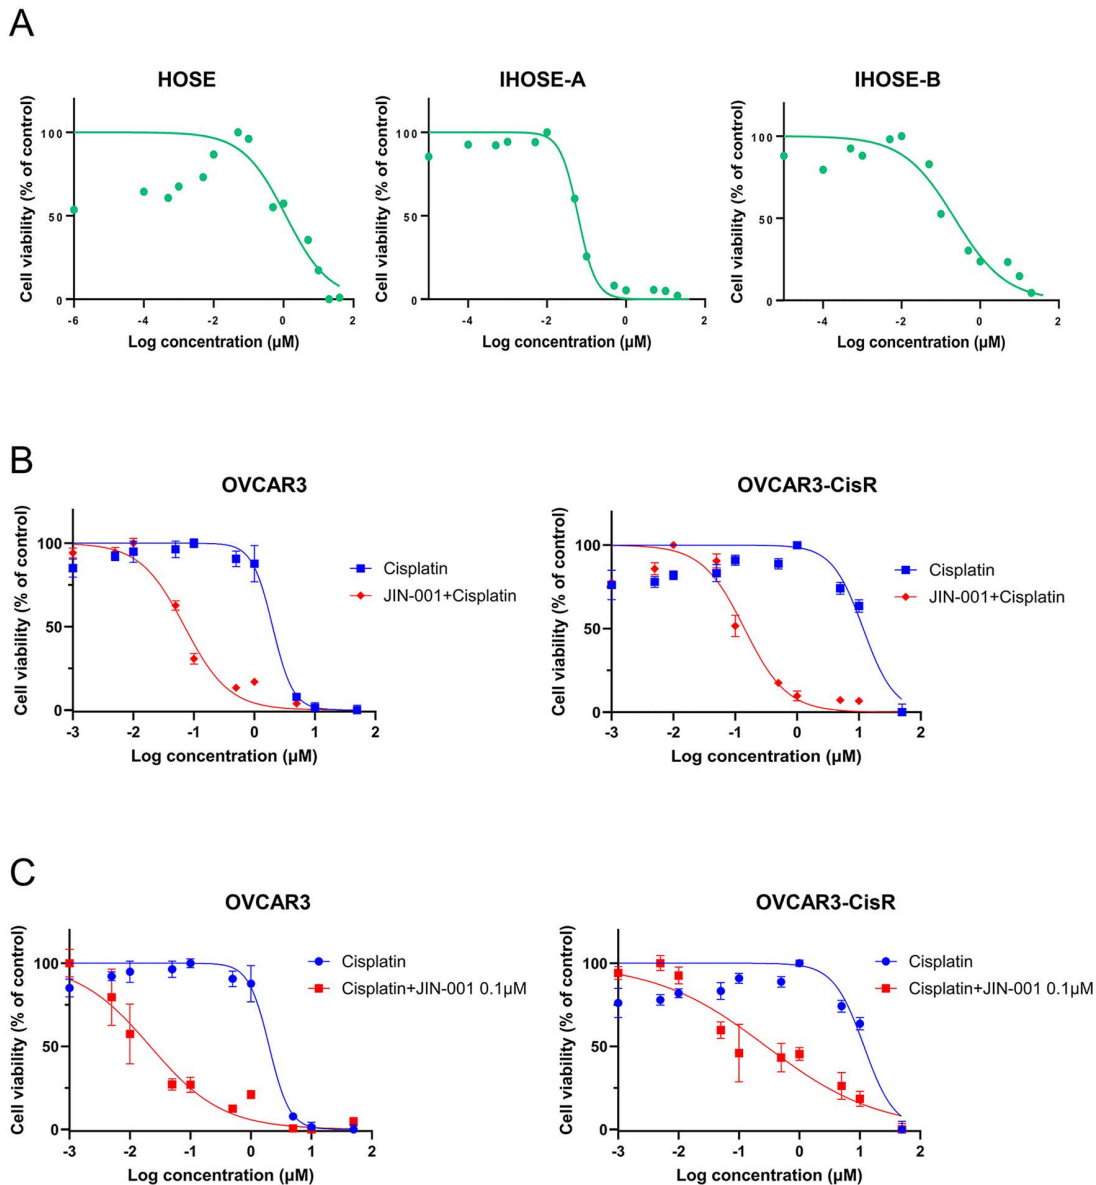 A
HOSE
IHOSE-A
IHOSE-B
Cell viability (% of control)
100
50
0
-6 -4 -2 0 2
Log concentration (µM)
Cell viability (% of control)
100
50
0
-4 -2 0 2
Log concentration (µM)
Cell viability (% of control)
100
50
0
-4 -2 0 2
Log concentration (µM)
B
OVCAR3
Cell viability (% of control)
100
50
0
-3 -2 -1 0 1 2
Log concentration (µM)
Cisplatin
JIN-001+Cisplatin
OVCAR3-CisR
Cell viability (% of control)
100
50
0
-3 -2 -1 0 1 2
Log concentration (µM)
Cisplatin
JIN-001+Cisplatin
C
OVCAR3
Cell viability (% of control)
100
50
0
-3 -2 -1 0 1 2
Log concentration (µM)
Cisplatin
Cisplatin+JIN-001 0.1µM
OVCAR3-CisR
Cell viability (% of control)
100
50
0
-3 -2 -1 0 1 2
Log concentration (µM)
Cisplatin
Cisplatin+JIN-001 0.1µM